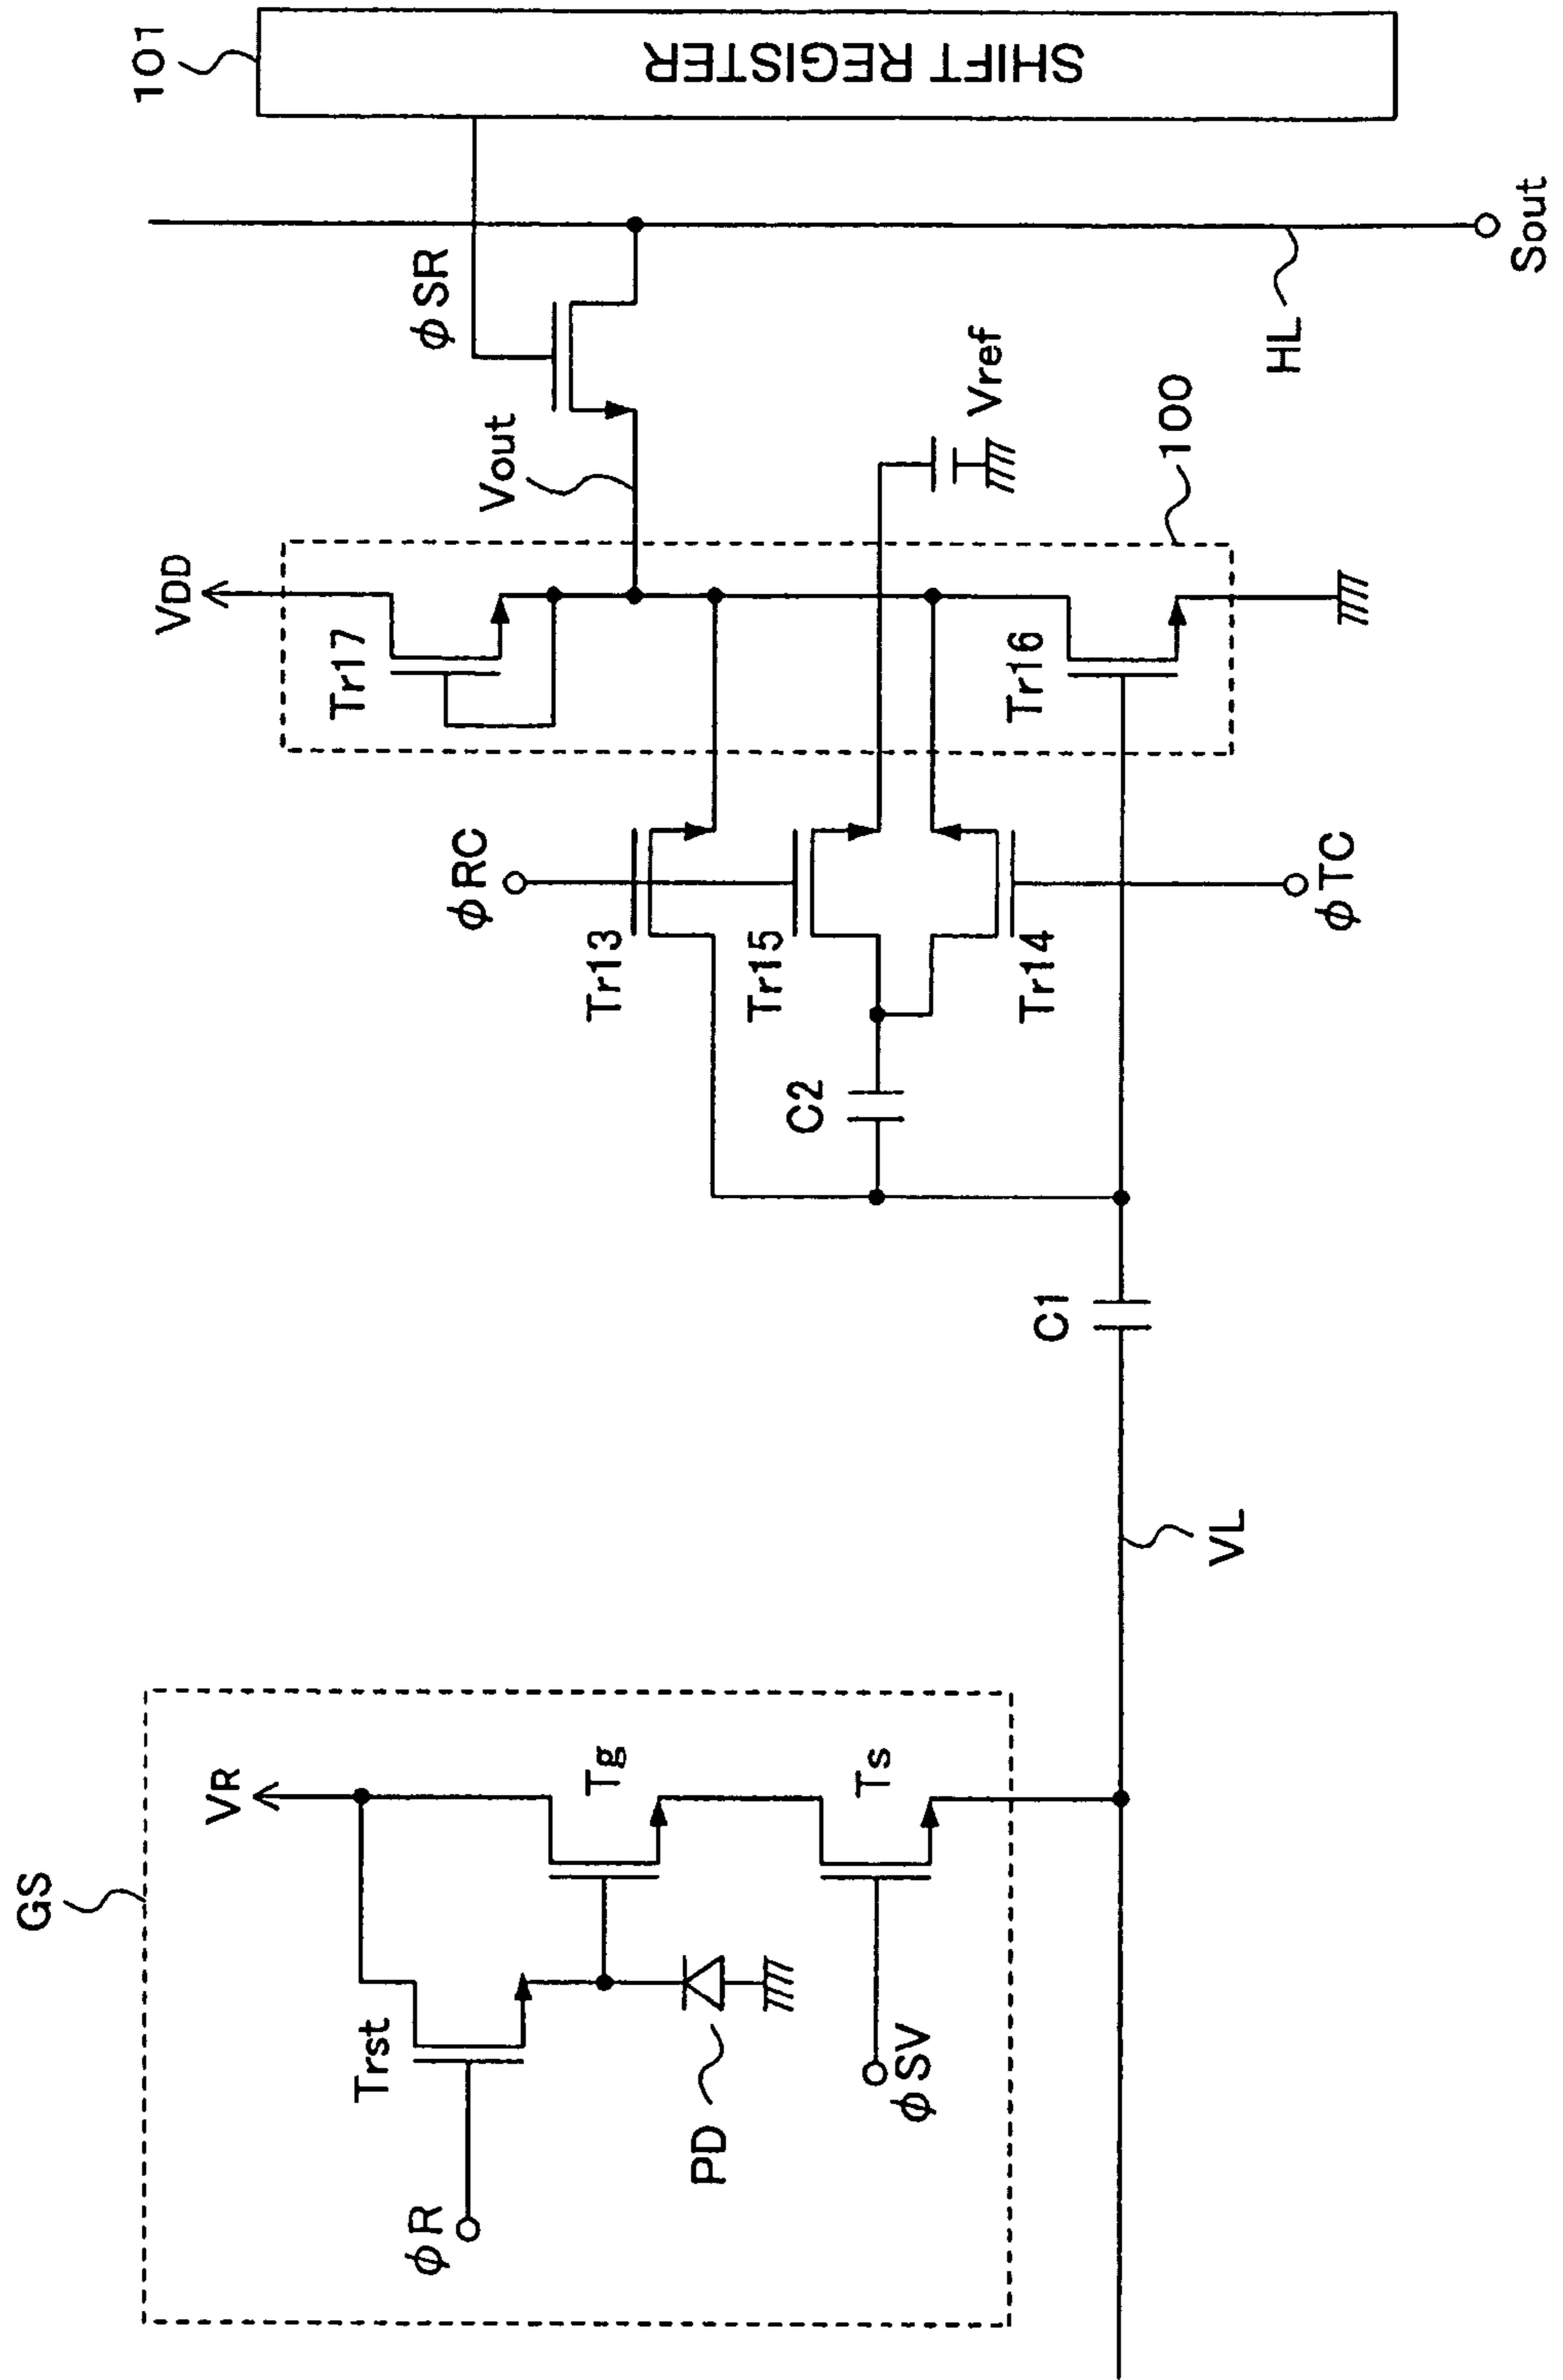 101
SHIFT REGISTER
φSR
Sout
HL
Vout
Vref
100
VDD
Tr17
Tr16
φRC
Tr13
Tr15
Tr14
φTC
C2
C1
VL
GS
VR
Tg
Ts
Trst
φR
PD
φSV